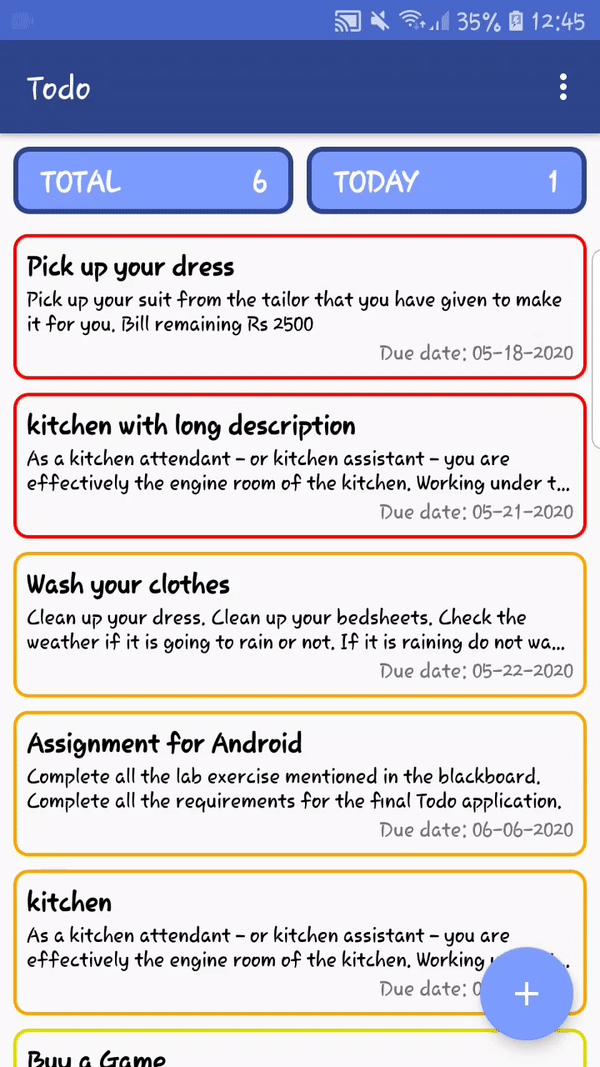 35% 12:45
Todo
TOTAL 6 TODAY 1
Pick up your dress
Pick up your suit from the tailor that you have given to make
it for you. Bill remaining Rs 2500
Due date: 05-18-2020
kitchen with long description
As a kitchen attendant - or kitchen assistant - you are
effectively the engine room of the kitchen. Working under t...
Due date: 05-21-2020
Wash your clothes
Clean up your dress. Clean up your bedsheets. Check the
weather if it is going to rain or not. If it is raining do not wa...
Due date: 05-22-2020
Assignment for Android
Complete all the lab exercise mentioned in the blackboard.
Complete all the requirements for the final Todo application.
Due date: 06-06-2020
kitchen
As a kitchen attendant - or kitchen assistant - you are
effectively the engine room of the kitchen. Working
Due date:
Buy a Game